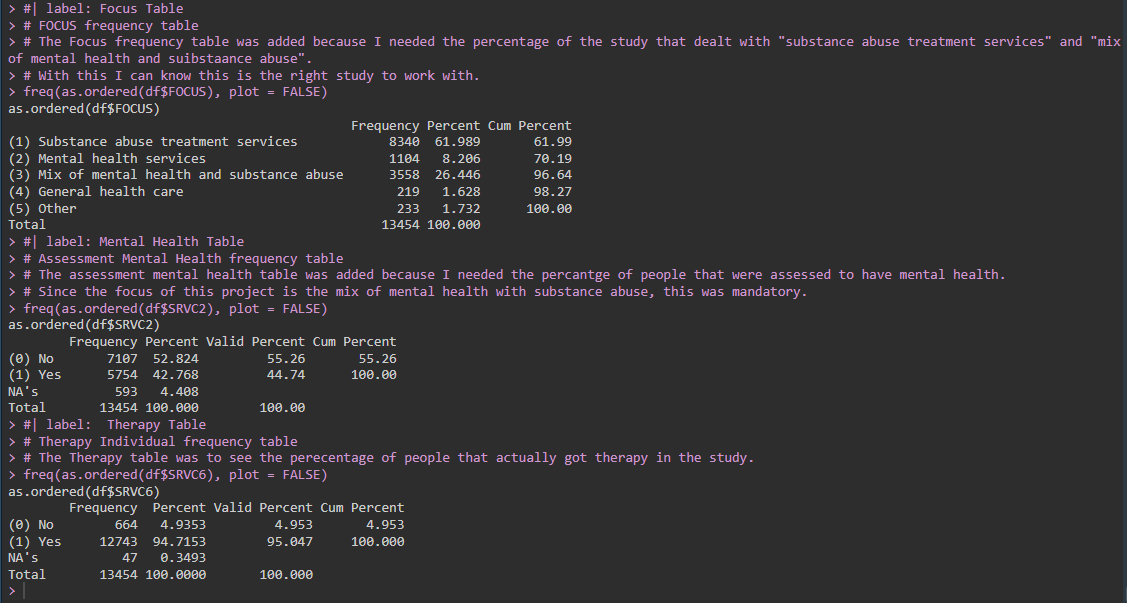 > #| label: Focus Table
> # FOCUS frequency table
> # The Focus frequency table was added because I needed the percentage of the study that dealt with "substance abuse treatment services" and "mix
of mental health and suibstaance abuse".
> # With this I can know this is the right study to work with.
> freq(as.ordered(df$FOCUS), plot = FALSE)
as.ordered(df$FOCUS)
                                             Frequency Percent Cum Percent
(1) Substance abuse treatment services            8340  61.989       61.99
(2) Mental health services                        1104   8.206       70.19
(3) Mix of mental health and substance abuse      3558  26.446       96.64
(4) General health care                            219   1.628       98.27
(5) Other                                          233   1.732      100.00
Total                                            13454 100.000
> #| label: Mental Health Table
> # Assessment Mental Health frequency table
> # The assessment mental health table was added because I needed the percantge of people that were assessed to have mental health.
> # Since the focus of this project is the mix of mental health with substance abuse, this was mandatory.
> freq(as.ordered(df$SRVC2), plot = FALSE)
as.ordered(df$SRVC2)
        Frequency Percent Valid Percent Cum Percent
(0) No       7107  52.824         55.26       55.26
(1) Yes      5754  42.768         44.74      100.00
NA's          593   4.408
Total       13454 100.000        100.00
> #| label:  Therapy Table
> # Therapy Individual frequency table
> # The Therapy table was to see the perecentage of people that actually got therapy in the study.
> freq(as.ordered(df$SRVC6), plot = FALSE)
as.ordered(df$SRVC6)
        Frequency  Percent Valid Percent Cum Percent
(0) No        664   4.9353         4.953       4.953
(1) Yes     12743  94.7153        95.047     100.000
NA's           47   0.3493
Total       13454 100.0000       100.000
>